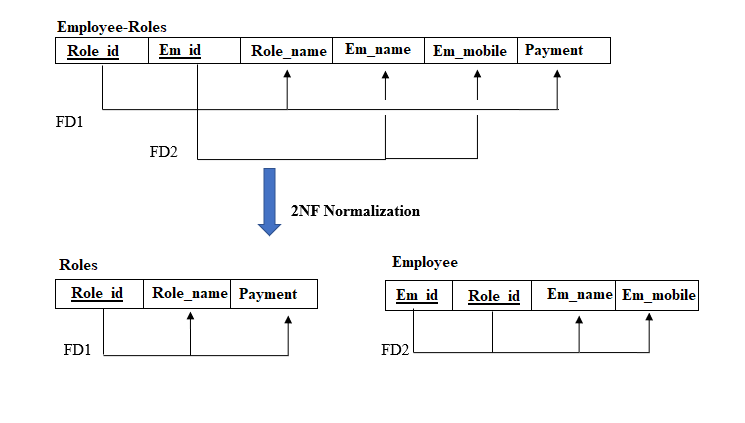 Employee-Roles
Role_id Em_id Role_name Em_name Em_mobile Payment
FD1
FD2
2NF Normalization
Roles
Role_id Role_name Payment
FD1
Employee
Em_id Role_id Em_name Em_mobile
FD2